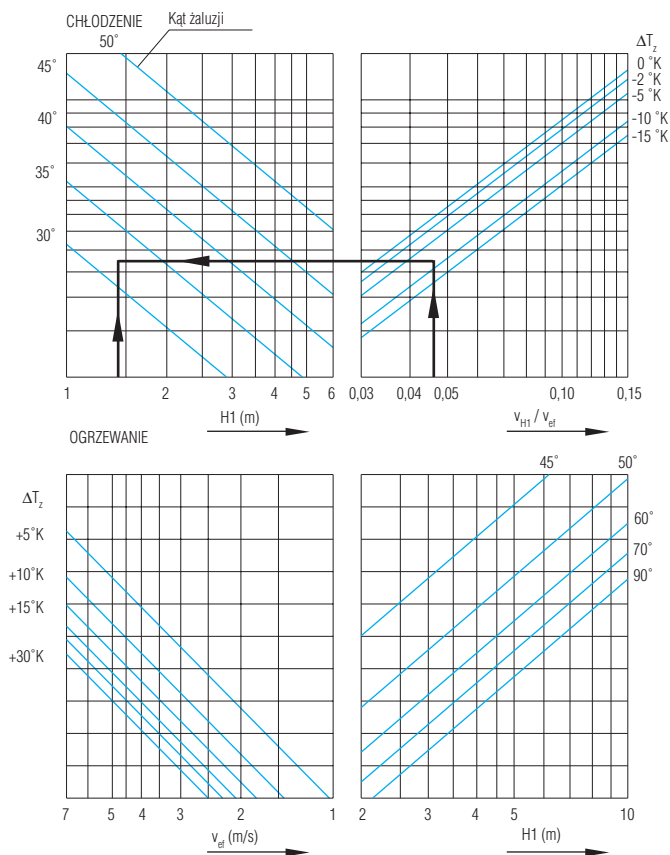 CHŁODZENIE
Kąt żaluzji
50˚
45˚
40˚
35˚
30˚
ΔTz
0 ˚K
-2 ˚K
-5 ˚K
-10 ˚K
-15 ˚K
1 2 3 4 5 6
H1 (m)
0,03 0,04 0,05 0,10 0,15
vH1 / vef
OGRZEWANIE
ΔTz
+5˚K
+10˚K
+15˚K
+30˚K
45˚
50˚
60˚
70˚
90˚
7 5 4 3 2 1
vef (m/s)
2 3 4 5 10
H1 (m)